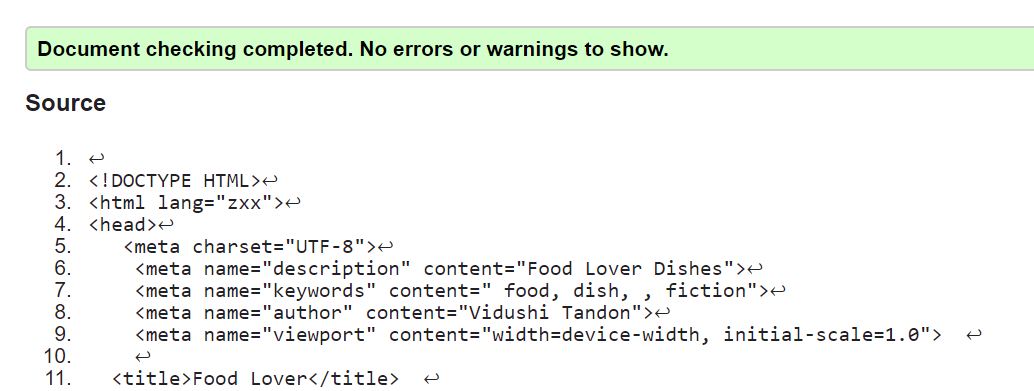 Document checking completed. No errors or warnings to show.
Source
1. ↩
2. <!DOCTYPE HTML>↩
3. <html lang="zxx">↩
4. <head>↩
5.    <meta charset="UTF-8">↩
6.     <meta name="description" content="Food Lover Dishes">↩
7.     <meta name="keywords" content=" food, dish, , fiction">↩
8.     <meta name="author" content="Vidushi Tandon">↩
9.     <meta name="viewport" content="width=device-width, initial-scale=1.0">  ↩
10.     ↩
11.   <title>Food Lover</title>  ↩